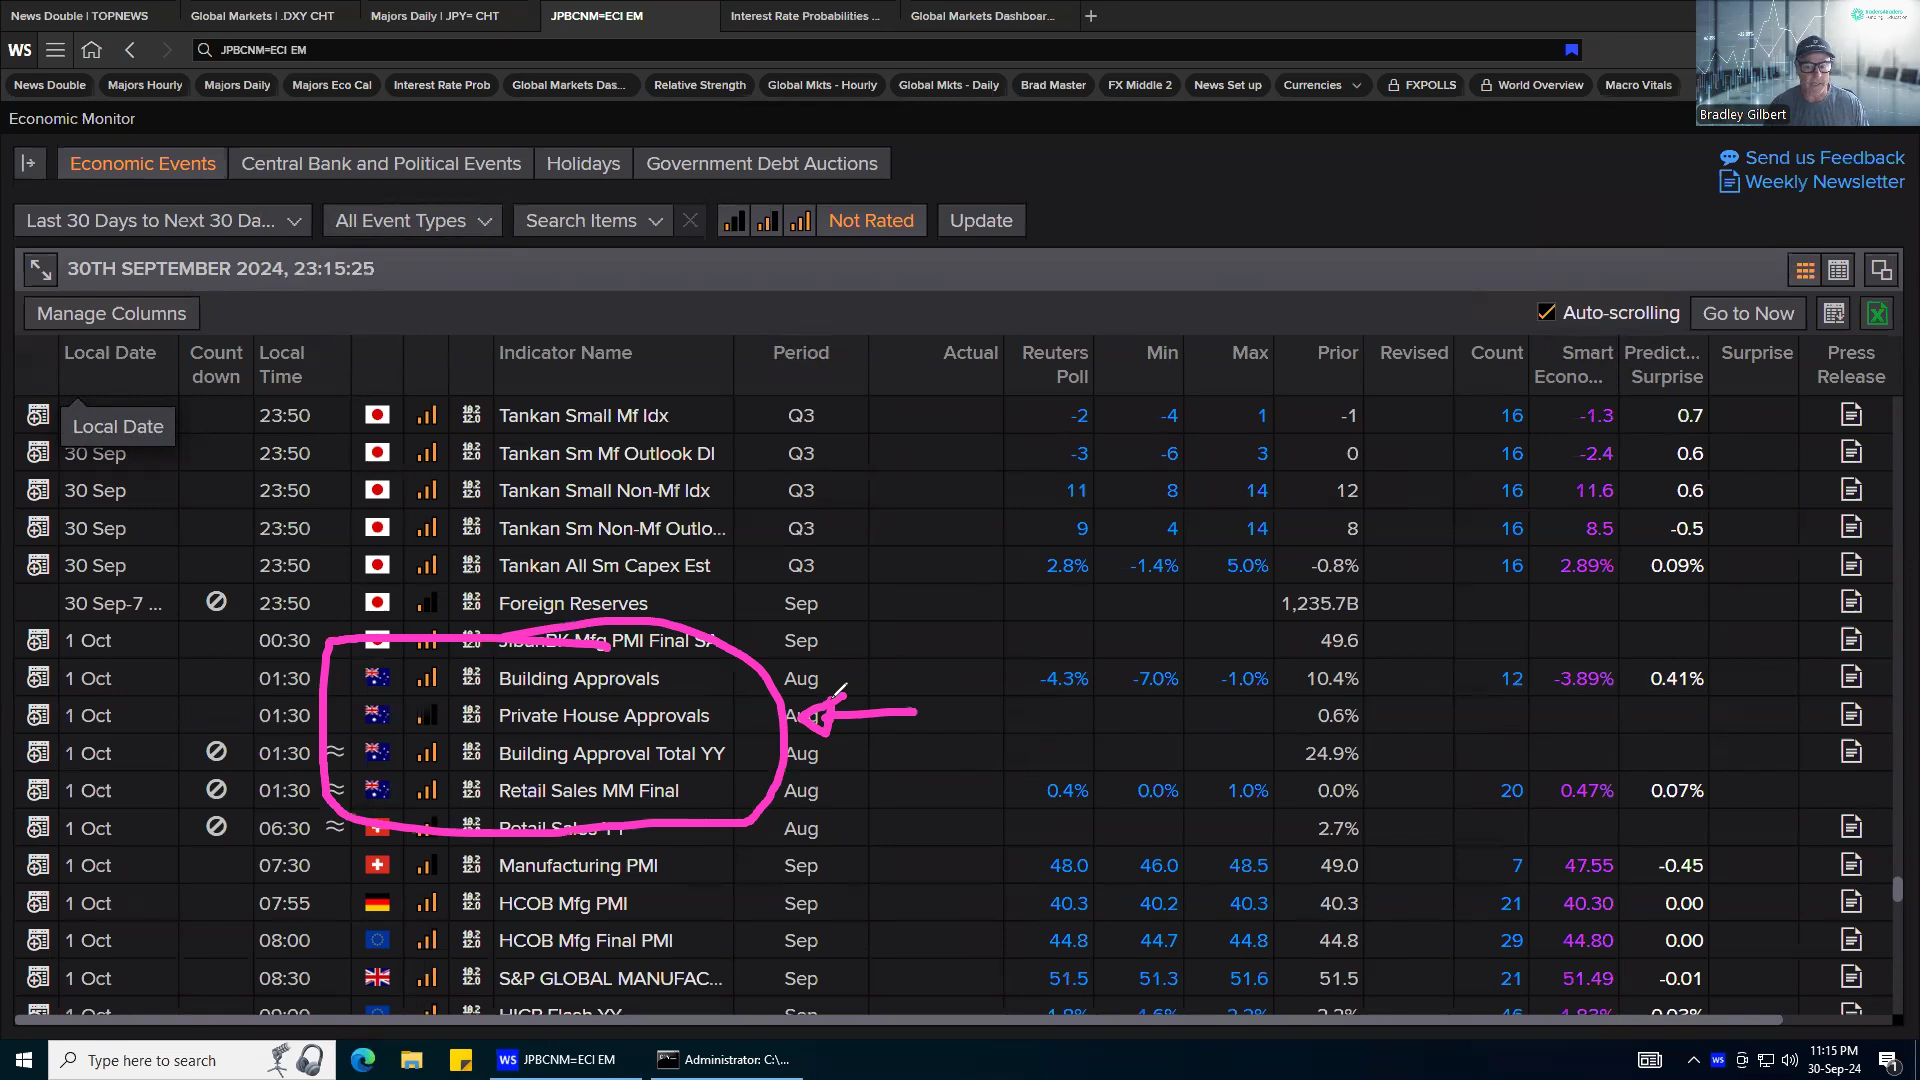 News Double | TOPNEWS Global Markets | .DXY CHT Majors Daily | JPY= CHT JPBCNM=ECI EM Interest Rate Probabilities ... Global Markets Dashboar... +
WS JPBCNM=ECI EM
News Double Majors Hourly Majors Daily Majors Eco Cal Interest Rate Prob Global Markets Das... Relative Strength Global Mkts - Hourly Global Mkts - Daily Brad Master FX Middle 2 News Set up Currencies FXPOLLS World Overview Macro Vitals
traders4traders
Bradley Gilbert
Economic Monitor
Economic Events Central Bank and Political Events Holidays Government Debt Auctions
Send us Feedback
Weekly Newsletter
Last 30 Days to Next 30 Da... All Event Types Search Items Not Rated Update
30TH SEPTEMBER 2024, 23:15:25
Manage Columns Auto-scrolling Go to Now
Local Date Count down Local Time Indicator Name Period Actual Reuters Poll Min Max Prior Revised Count Smart Econo... Predict... Surprise Surprise Press Release
23:50 Tankan Small Mf Idx Q3 -2 -4 1 -1 16 -1.3 0.7
Local Date
30 Sep 23:50 Tankan Sm Mf Outlook DI Q3 -3 -6 3 0 16 -2.4 0.6
30 Sep 23:50 Tankan Small Non-Mf Idx Q3 11 8 14 12 16 11.6 0.6
30 Sep 23:50 Tankan Sm Non-Mf Outlo... Q3 9 4 14 8 16 8.5 -0.5
30 Sep 23:50 Tankan All Sm Capex Est Q3 2.8% -1.4% 5.0% -0.8% 16 2.89% 0.09%
30 Sep-7 ... 23:50 Foreign Reserves Sep 1,235.7B
1 Oct 00:30 JibunBK Mfg PMI Final SA Sep 49.6
1 Oct 01:30 Building Approvals Aug -4.3% -7.0% -1.0% 10.4% 12 -3.89% 0.41%
1 Oct 01:30 Private House Approvals Aug 0.6%
1 Oct 01:30 ≈ Building Approval Total YY Aug 24.9%
1 Oct 01:30 ≈ Retail Sales MM Final Aug 0.4% 0.0% 1.0% 0.0% 20 0.47% 0.07%
1 Oct 06:30 ≈ Retail Sales YY Aug 2.7%
1 Oct 07:30 Manufacturing PMI Sep 48.0 46.0 48.5 49.0 7 47.55 -0.45
1 Oct 07:55 HCOB Mfg PMI Sep 40.3 40.2 40.3 40.3 21 40.30 0.00
1 Oct 08:00 HCOB Mfg Final PMI Sep 44.8 44.7 44.8 44.8 29 44.80 0.00
1 Oct 08:30 S&P GLOBAL MANUFAC... Sep 51.5 51.3 51.6 51.5 21 51.49 -0.01
1 Oct 09:00 HICP Flash YY Sep
Type here to search WS JPBCNM=ECI EM Administrator: C:\... 11:15 PM
30-Sep-24